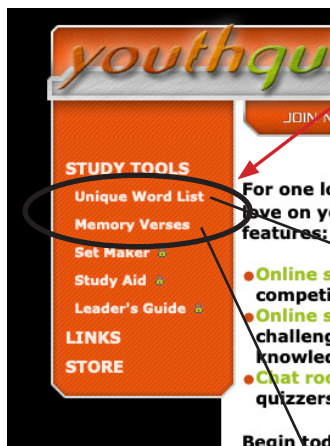 youthqu
JOIN N
STUDY TOOLS
Unique Word List
Memory Verses
Set Maker
Study Aid
Leader's Guide
LINKS
STORE
For one lo
love on yo
features:
Online s
competi
Online s
challeng
knowled
Chat roo
quizzers
Begin tod